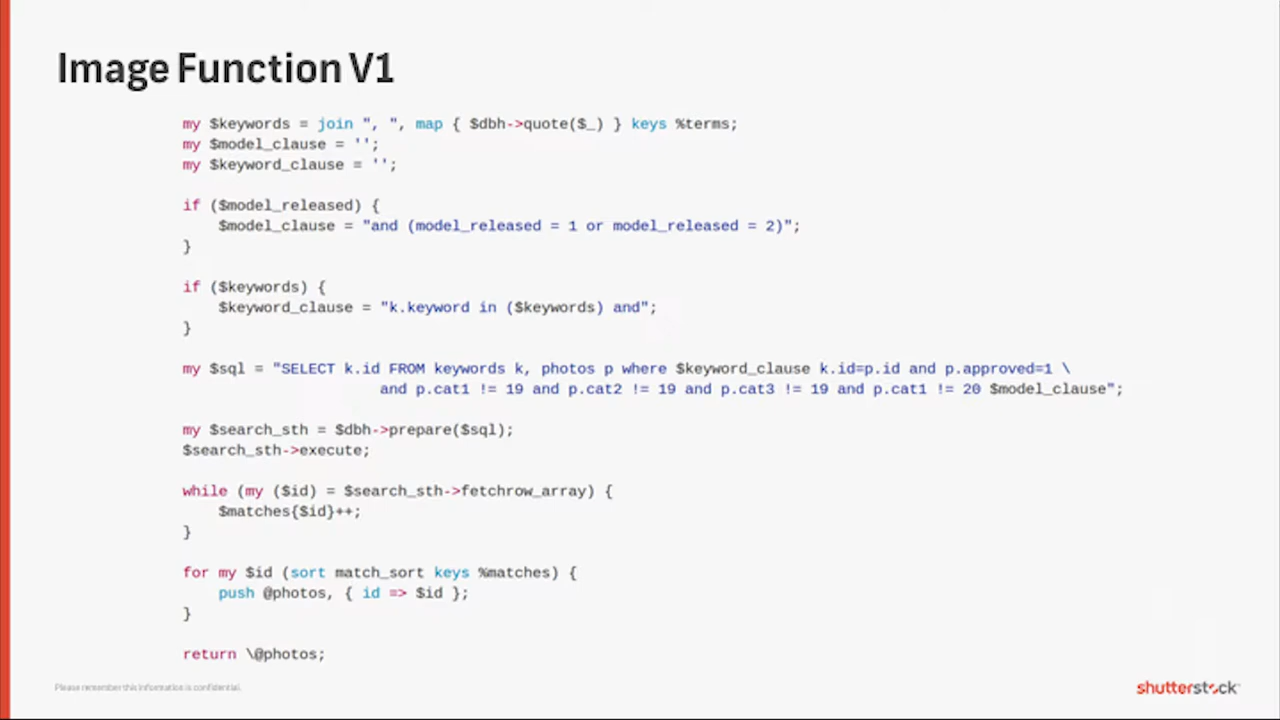 Image Function V1
my $keywords = join ", ", map { $dbh->quote($_) } keys %terms;
my $model_clause = '';
my $keyword_clause = '';
if ($model_released) {
    $model_clause = "and (model_released = 1 or model_released = 2)";
}
if ($keywords) {
    $keyword_clause = "k.keyword in ($keywords) and";
}
my $sql = "SELECT k.id FROM keywords k, photos p where $keyword_clause k.id=p.id and p.approved=1 \
                      and p.cat1 != 19 and p.cat2 != 19 and p.cat3 != 19 and p.cat1 != 20 $model_clause";
my $search_sth = $dbh->prepare($sql);
$search_sth->execute;
while (my ($id) = $search_sth->fetchrow_array) {
    $matches{$id}++;
}
for my $id (sort match_sort keys %matches) {
    push @photos, { id => $id };
}
return \@photos;
Please remember this information is confidential.
shutterstock